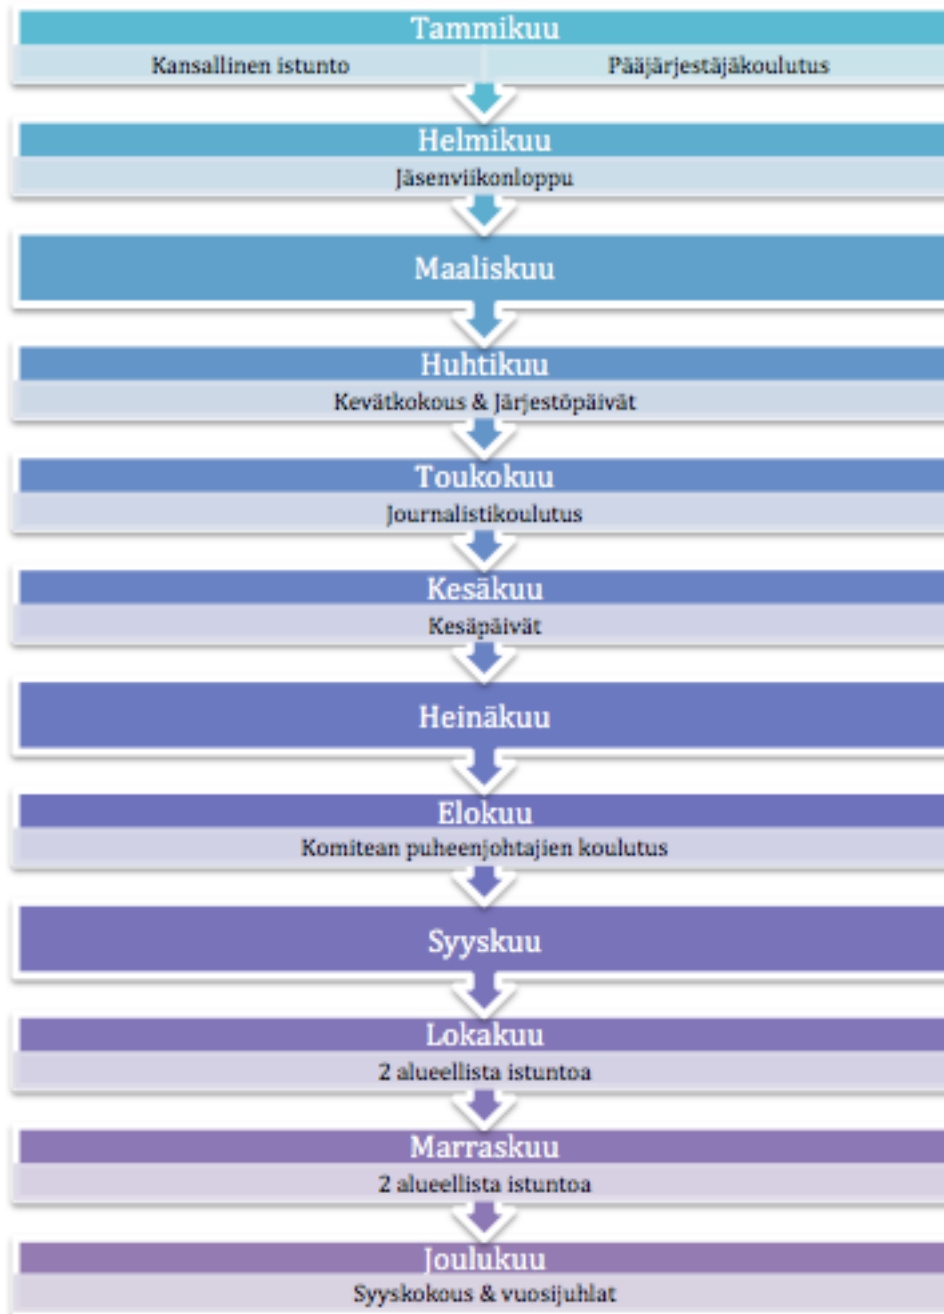 Tammikuu
Kansallinen istunto Pääjärjestäjäkoulutus
Helmikuu
Jäsenviikonloppu
Maaliskuu
Huhtikuu
Kevätkokous & Järjestöpäivät
Toukokuu
Journalistikoulutus
Kesäkuu
Kesäpäivät
Heinäkuu
Elokuu
Komitean puheenjohtajien koulutus
Syyskuu
Lokakuu
2 alueellista istuntoa
Marraskuu
2 alueellista istuntoa
Joulukuu
Syyskokous & vuosijuhlat